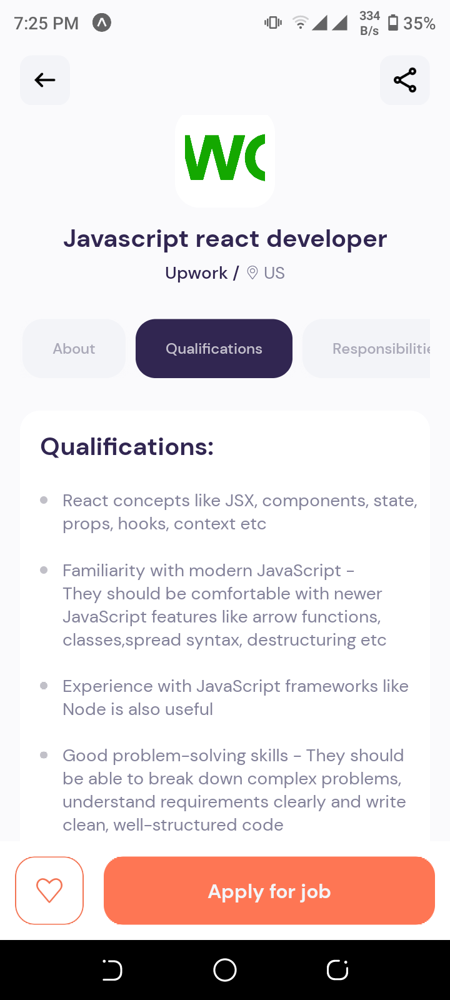 7:25 PM
334
B/s
35%
Javascript react developer
Upwork / US
About
Qualifications
Responsibilitie
Qualifications:
React concepts like JSX, components, state,
props, hooks, context etc
Familiarity with modern JavaScript -
They should be comfortable with newer
JavaScript features like arrow functions,
classes,spread syntax, destructuring etc
Experience with JavaScript frameworks like
Node is also useful
Good problem-solving skills - They should
be able to break down complex problems,
understand requirements clearly and write
clean, well-structured code
Apply for job